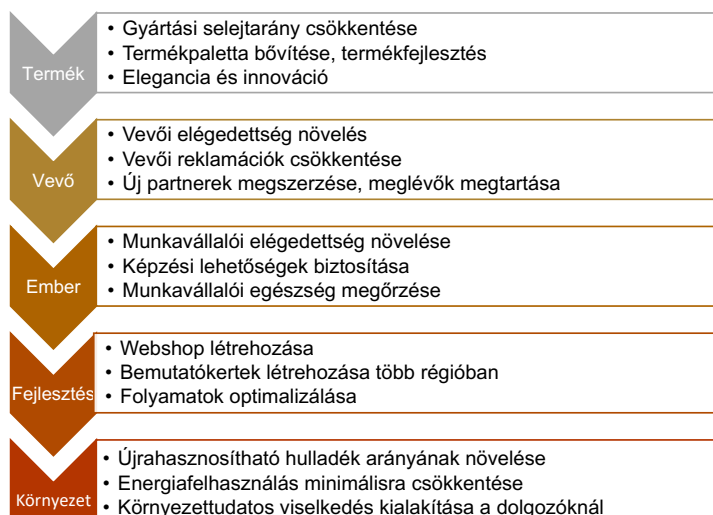 Termék
• Gyártási selejtarány csökkentése
• Termékpaletta bővítése, termékfejlesztés
• Elegancia és innováció
Vevő
• Vevői elégedettség növelés
• Vevői reklamációk csökkentése
• Új partnerek megszerzése, meglévők megtartása
Ember
• Munkavállalói elégedettség növelése
• Képzési lehetőségek biztosítása
• Munkavállalói egészség megőrzése
Fejlesztés
• Webshop létrehozása
• Bemutatókertek létrehozása több régióban
• Folyamatok optimalizálása
Környezet
• Újrahasznosítható hulladék arányának növelése
• Energiafelhasználás minimálisra csökkentése
• Környezettudatos viselkedés kialakítása a dolgozóknál